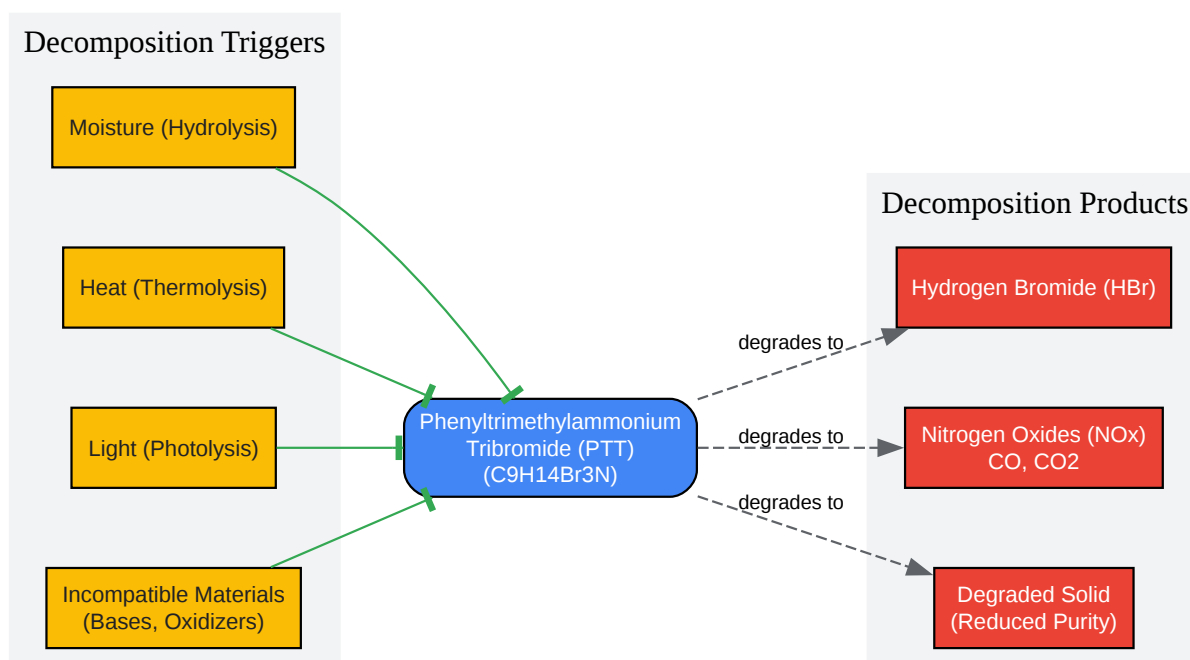 Decomposition Triggers
Moisture (Hydrolysis)
Heat (Thermolysis)
Light (Photolysis)
Incompatible Materials
(Bases, Oxidizers)
Phenyltrimethylammonium
Tribromide (PTT)
(C9H14Br3N)
degrades to
degrades to
degrades to
Decomposition Products
Hydrogen Bromide (HBr)
Nitrogen Oxides (NOx)
CO, CO2
Degraded Solid
(Reduced Purity)